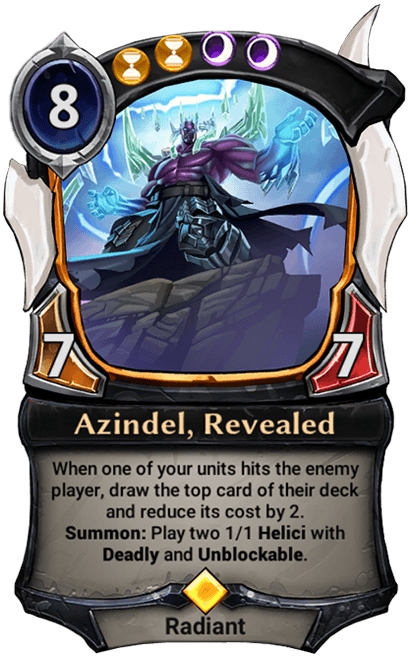 8
7
7
Azindel, Revealed
When one of your units hits the enemy
player, draw the top card of their deck
and reduce its cost by 2.
Summon: Play two 1/1 Helici with
Deadly and Unblockable.
Radiant